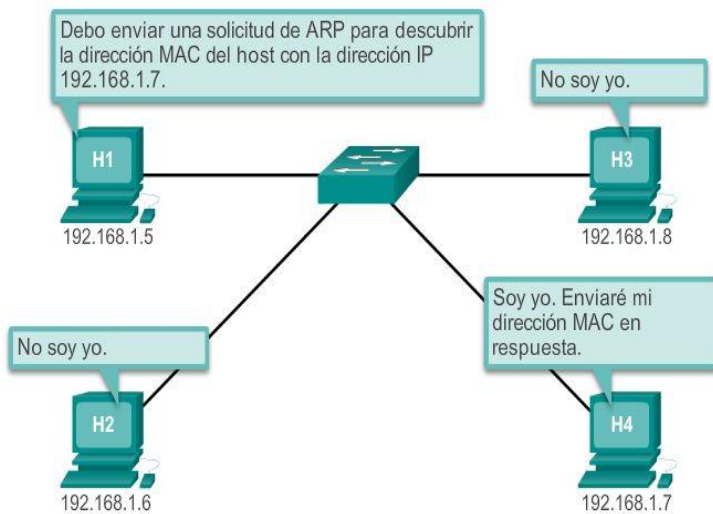 Debo enviar una solicitud de ARP para descubrir
la dirección MAC del host con la dirección IP
192.168.1.7.
No soy yo.
H1
H3
192.168.1.5
192.168.1.8
Soy yo. Enviaré mi
dirección MAC en
respuesta.
No soy yo.
H2
H4
192.168.1.6
192.168.1.7